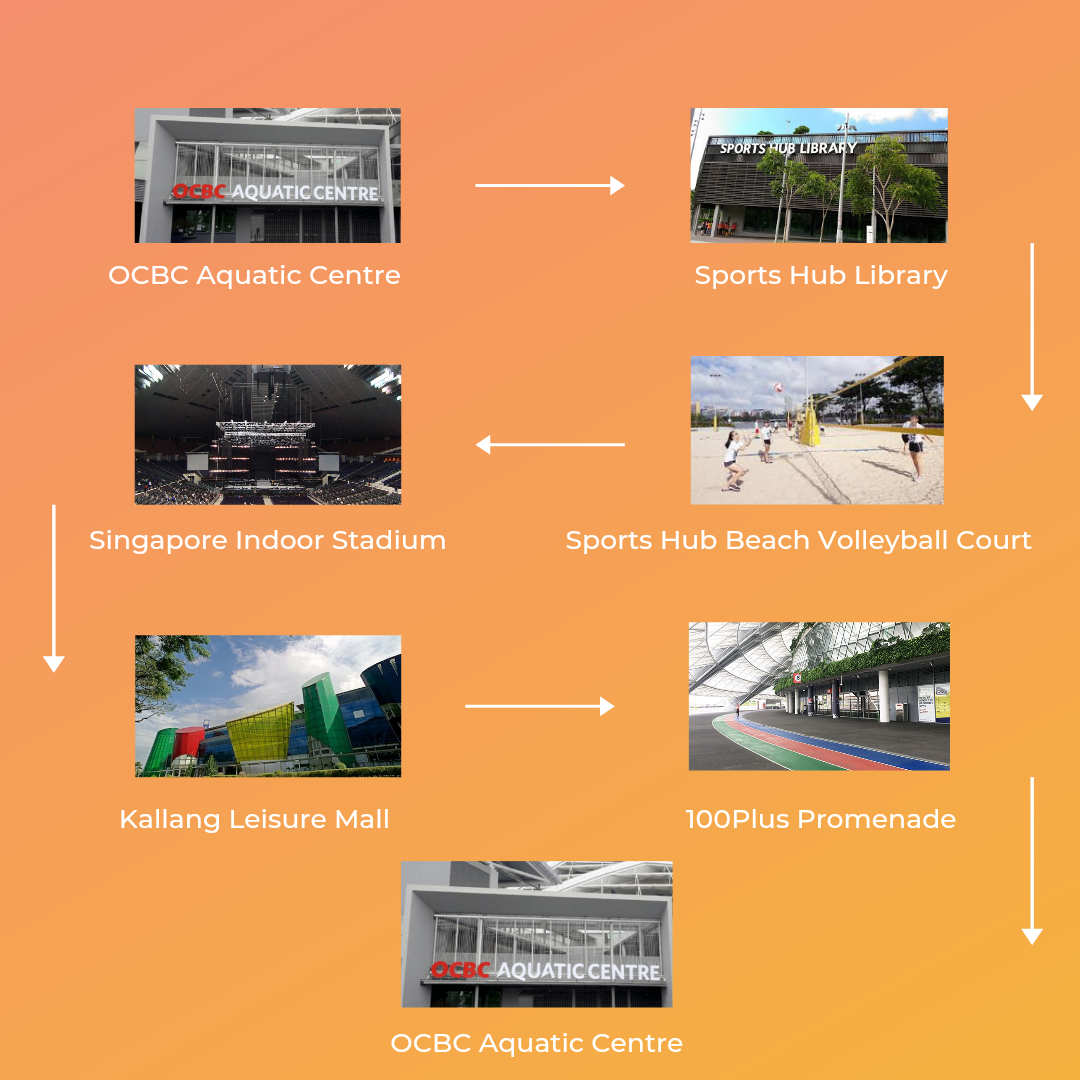 OCBC AQUATIC CENTRE
SPORTS HUB LIBRARY
OCBC Aquatic Centre
Sports Hub Library
Singapore Indoor Stadium
Sports Hub Beach Volleyball Court
Kallang Leisure Mall
100Plus Promenade
OCBC AQUATIC CENTRE
OCBC Aquatic Centre